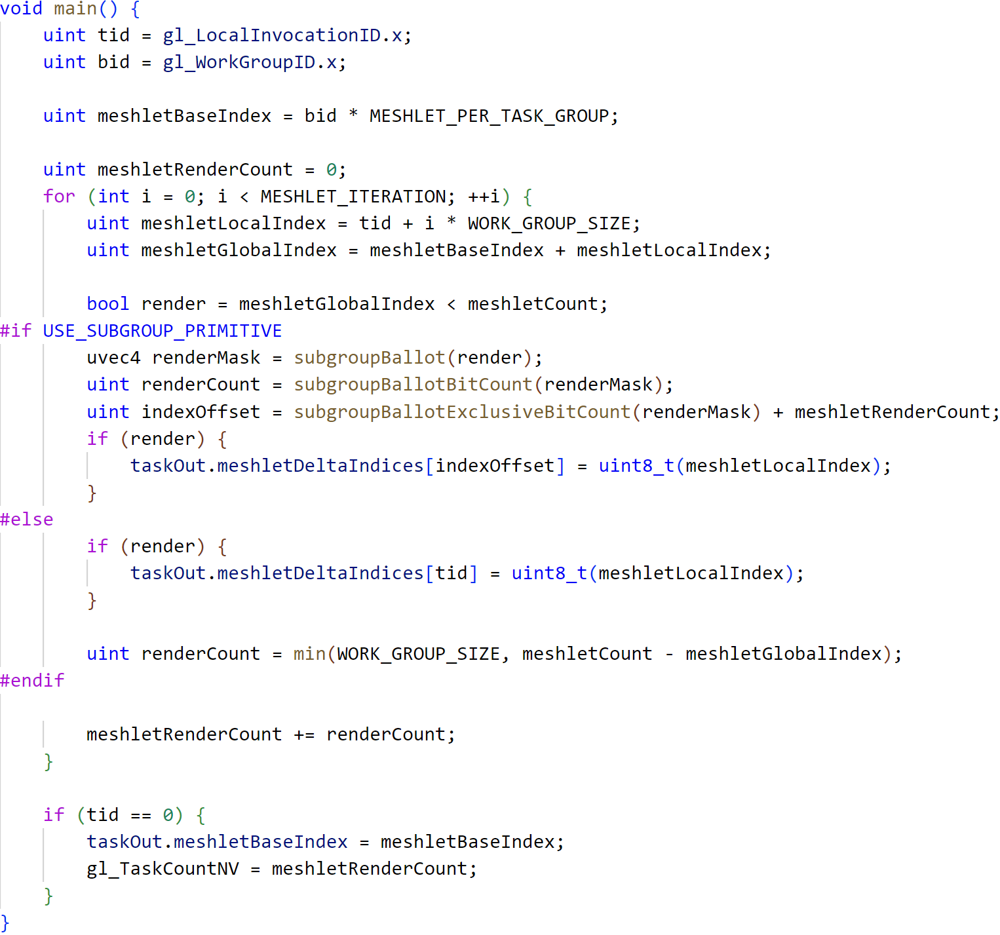 void main() {
    uint tid = gl_LocalInvocationID.x;
    uint bid = gl_WorkGroupID.x;

    uint meshletBaseIndex = bid * MESHLET_PER_TASK_GROUP;

    uint meshletRenderCount = 0;
    for (int i = 0; i < MESHLET_ITERATION; ++i) {
        uint meshletLocalIndex = tid + i * WORK_GROUP_SIZE;
        uint meshletGlobalIndex = meshletBaseIndex + meshletLocalIndex;

        bool render = meshletGlobalIndex < meshletCount;
#if USE_SUBGROUP_PRIMITIVE
        uvec4 renderMask = subgroupBallot(render);
        uint renderCount = subgroupBallotBitCount(renderMask);
        uint indexOffset = subgroupBallotExclusiveBitCount(renderMask) + meshletRenderCount;
        if (render) {
            taskOut.meshletDeltaIndices[indexOffset] = uint8_t(meshletLocalIndex);
        }
#else
        if (render) {
            taskOut.meshletDeltaIndices[tid] = uint8_t(meshletLocalIndex);
        }

        uint renderCount = min(WORK_GROUP_SIZE, meshletCount - meshletGlobalIndex);
#endif

        meshletRenderCount += renderCount;
    }

    if (tid == 0) {
        taskOut.meshletBaseIndex = meshletBaseIndex;
        gl_TaskCountNV = meshletRenderCount;
    }
}